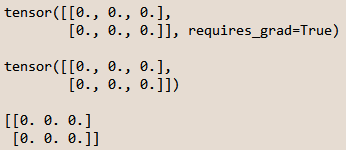 tensor([[0., 0., 0.],
        [0., 0., 0.]], requires_grad=True)
tensor([[0., 0., 0.],
        [0., 0., 0.]])
[[0. 0. 0.]
 [0. 0. 0.]]